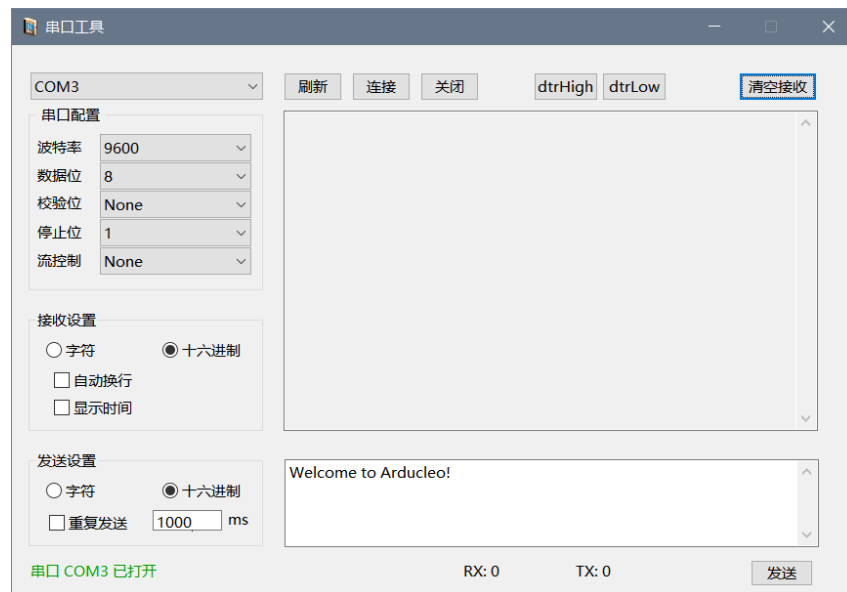 串口工具
COM3
刷新 连接 关闭 dtrHigh dtrLow 清空接收
串口配置
波特率 9600
数据位 8
校验位 None
停止位 1
流控制 None
接收设置
字符 十六进制
自动换行
显示时间
发送设置
字符 十六进制
重复发送 1000 ms
Welcome to Arducleo!
串口 COM3 已打开 RX: 0 TX: 0 发送